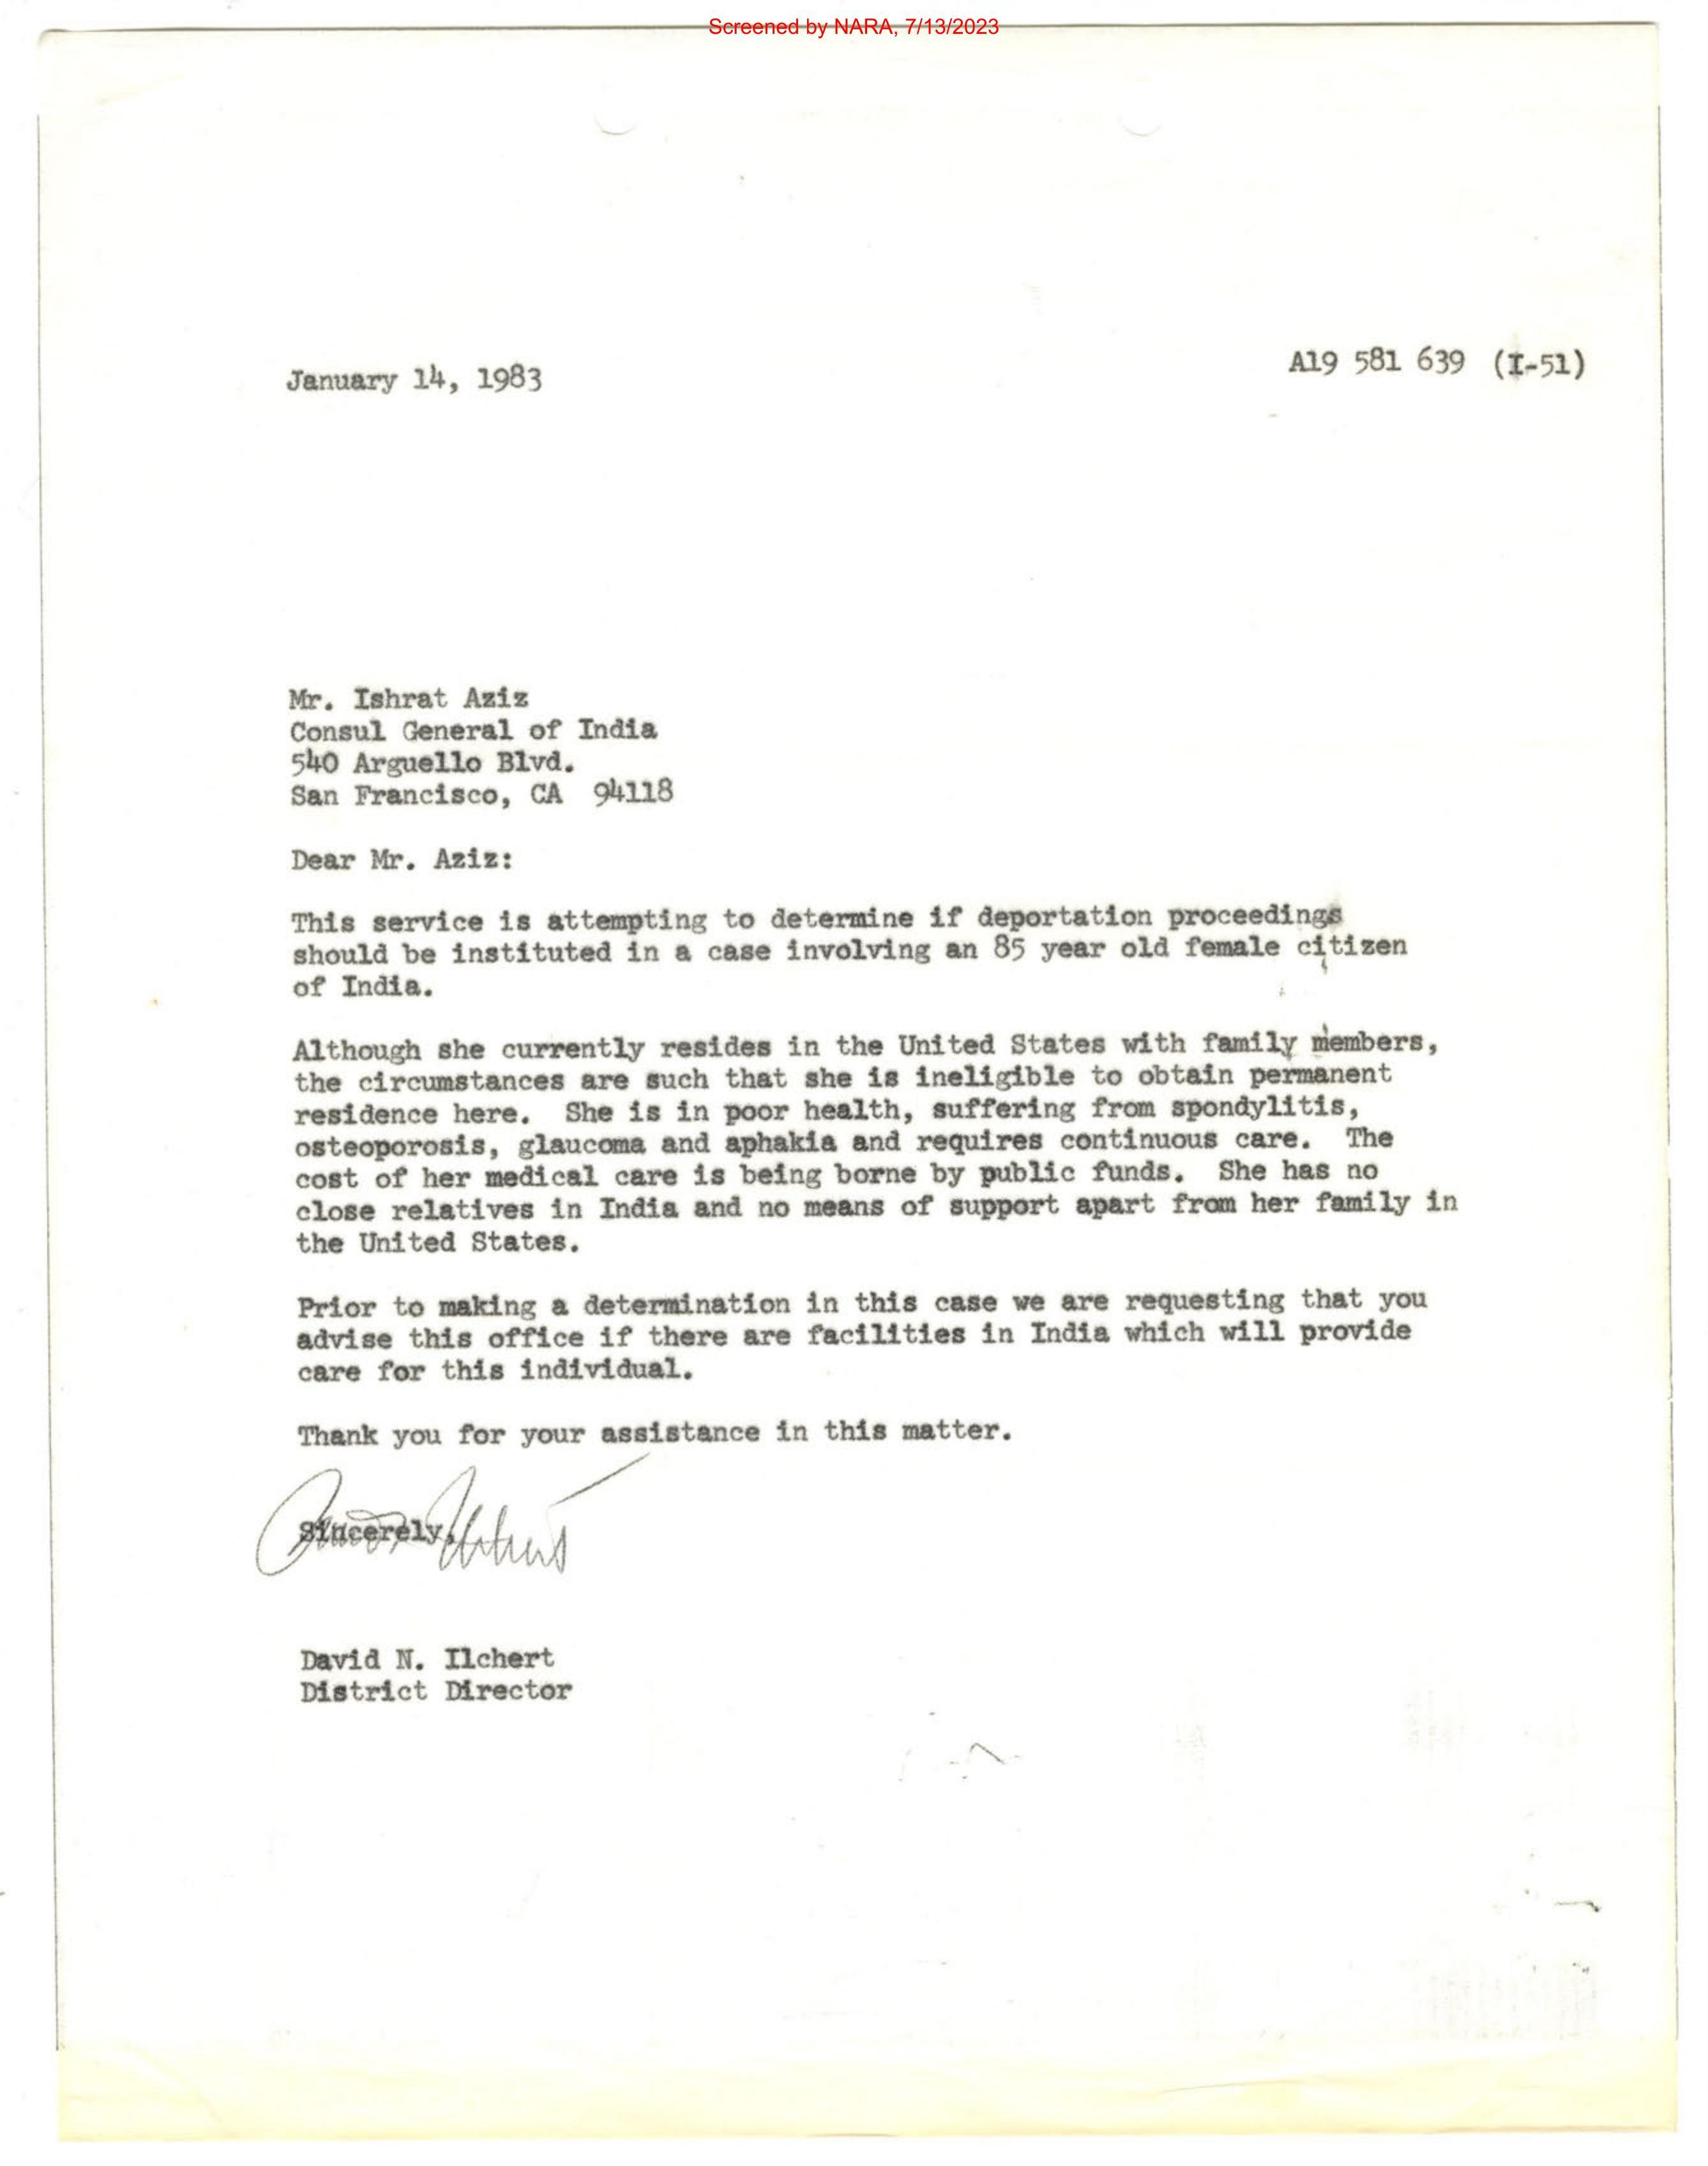 Screened by NARA, 7/13/2023
A19 581 639 (I-51)
January 14, 1983
Mr. Ishrat Aziz
Consul General of India
540 Arguello Blvd.
San Francisco, CA 94118
Dear Mr. Aziz:
This service is attempting to determine if deportation proceedings
should be instituted in a case involving an 85 year old female citizen
of India.
Although she currently resides in the United States with family members,
the circumstances are such that she is ineligible to obtain permanent
residence here. She is in poor health, suffering from spondylitis,
osteoporosis, glaucoma and aphakia and requires continuous care. The
cost of her medical care is being borne by public funds. She has no
close relatives in India and no means of support apart from her family in
the United States.
Prior to making a determination in this case we are requesting that you
advise this office if there are facilities in India which will provide
care for this individual.
Thank you for your assistance in this matter.
Sincerely,
David N. Ilchert
District Director